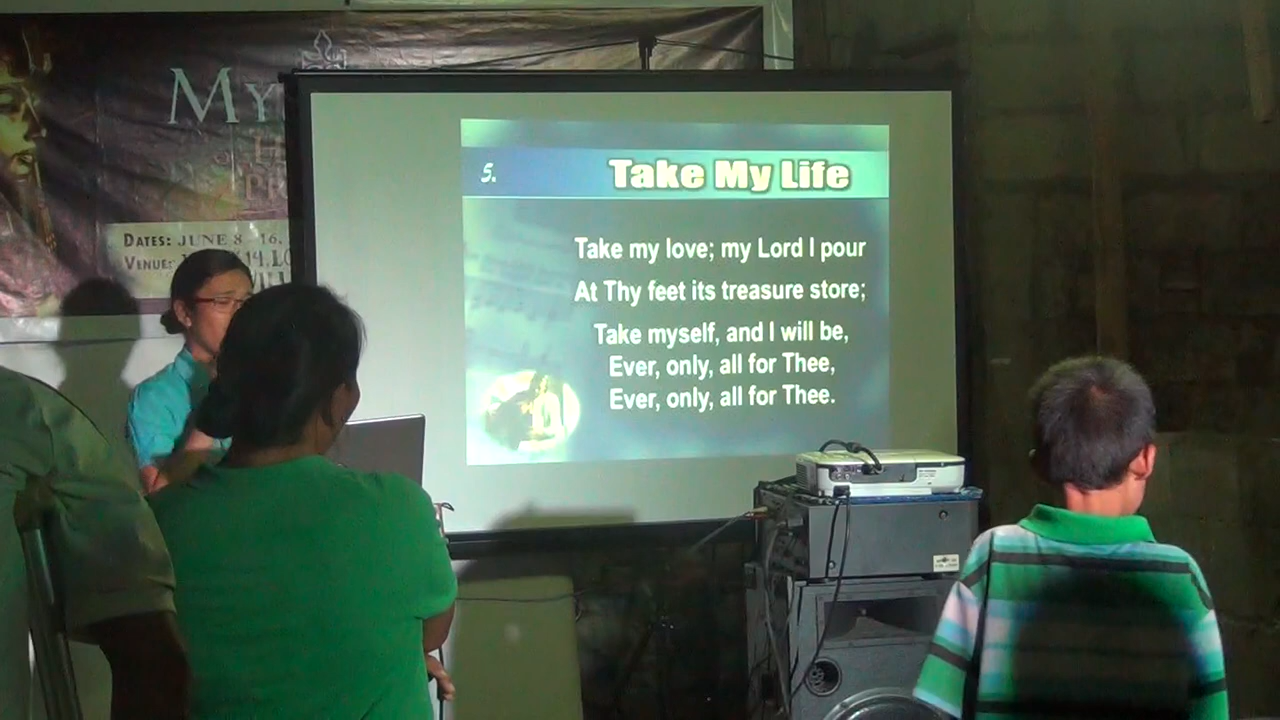 MY
DATES: JUNE 8 - 16,
VENUE:
5.
Take My Life
Take my love; my Lord I pour
At Thy feet its treasure store;
Take myself, and I will be,
Ever, only, all for Thee,
Ever, only, all for Thee.